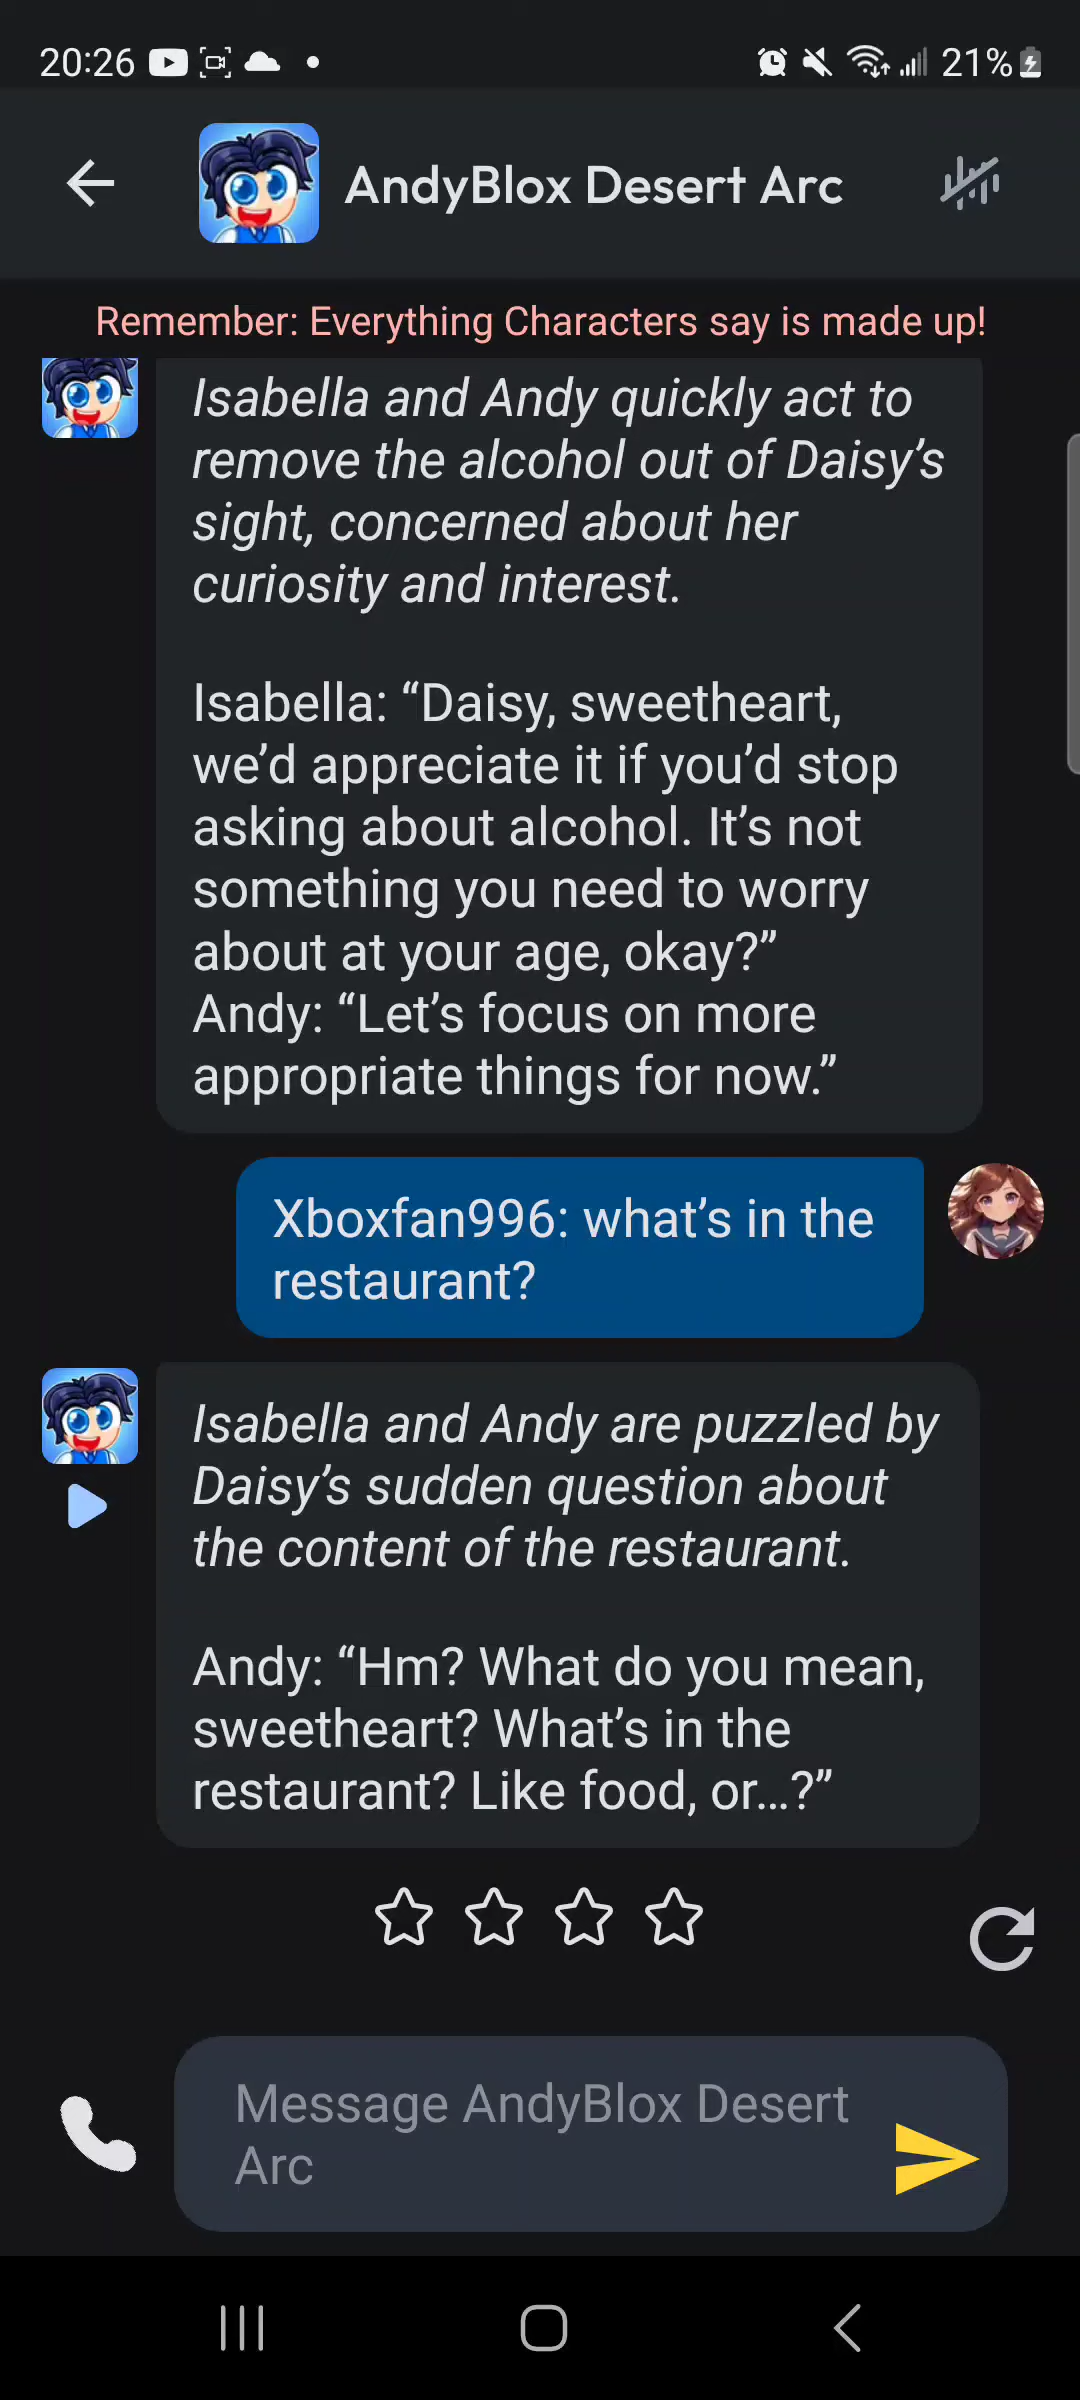 20:26
21%
AndyBlox Desert Arc
Remember: Everything Characters say is made up!
Isabella and Andy quickly act to
remove the alcohol out of Daisy’s
sight, concerned about her
curiosity and interest.
Isabella: “Daisy, sweetheart,
we’d appreciate it if you’d stop
asking about alcohol. It’s not
something you need to worry
about at your age, okay?”
Andy: “Let’s focus on more
appropriate things for now.”
Xboxfan996: what’s in the
restaurant?
Isabella and Andy are puzzled by
Daisy’s sudden question about
the content of the restaurant.
Andy: “Hm? What do you mean,
sweetheart? What’s in the
restaurant? Like food, or…?”
Message AndyBlox Desert
Arc